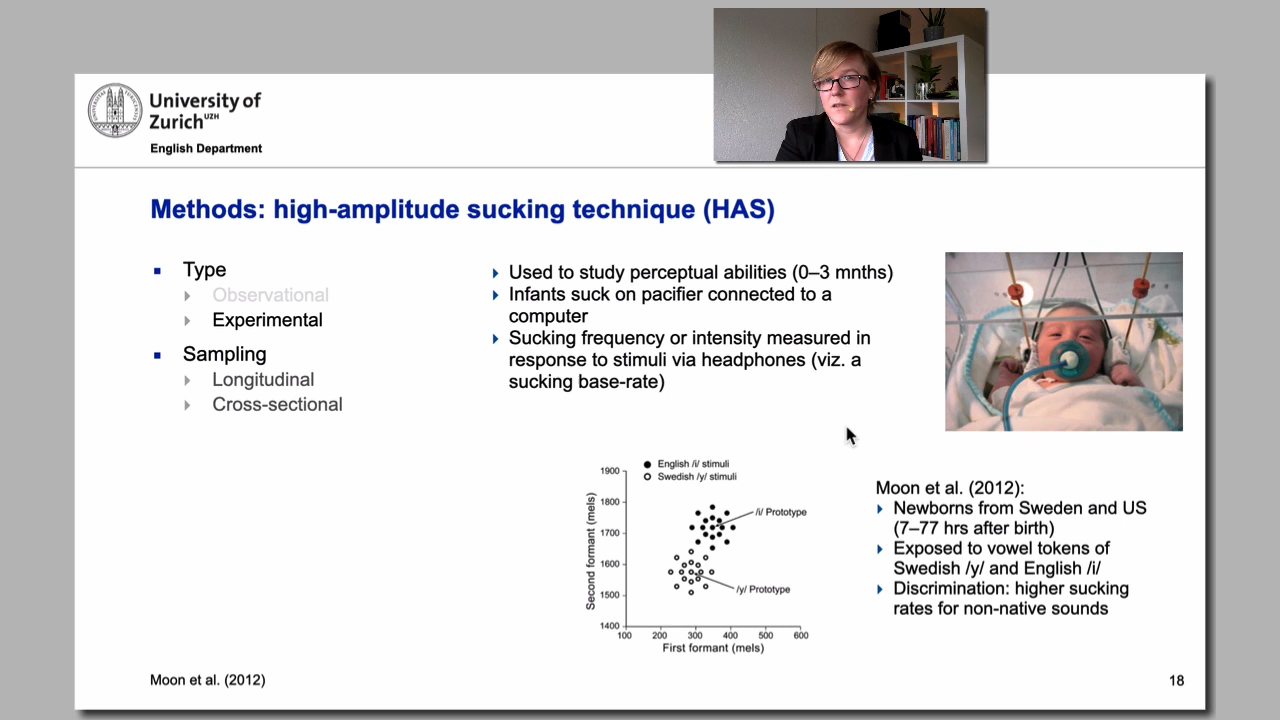 University of
Zurich UZH
English Department
Methods: high-amplitude sucking technique (HAS)
Type
Observational
Experimental
Sampling
Longitudinal
Cross-sectional
Used to study perceptual abilities (0–3 mnths)
Infants suck on pacifier connected to a
computer
Sucking frequency or intensity measured in
response to stimuli via headphones (viz. a
sucking base-rate)
English /i/ stimuli
Swedish /y/ stimuli
1900
1800
1700
1600
1500
1400
Second formant (mels)
/i/ Prototype
/y/ Prototype
100 200 300 400 500 600
First formant (mels)
Moon et al. (2012):
Newborns from Sweden and US
(7–77 hrs after birth)
Exposed to vowel tokens of
Swedish /y/ and English /i/
Discrimination: higher sucking
rates for non-native sounds
Moon et al. (2012)
18